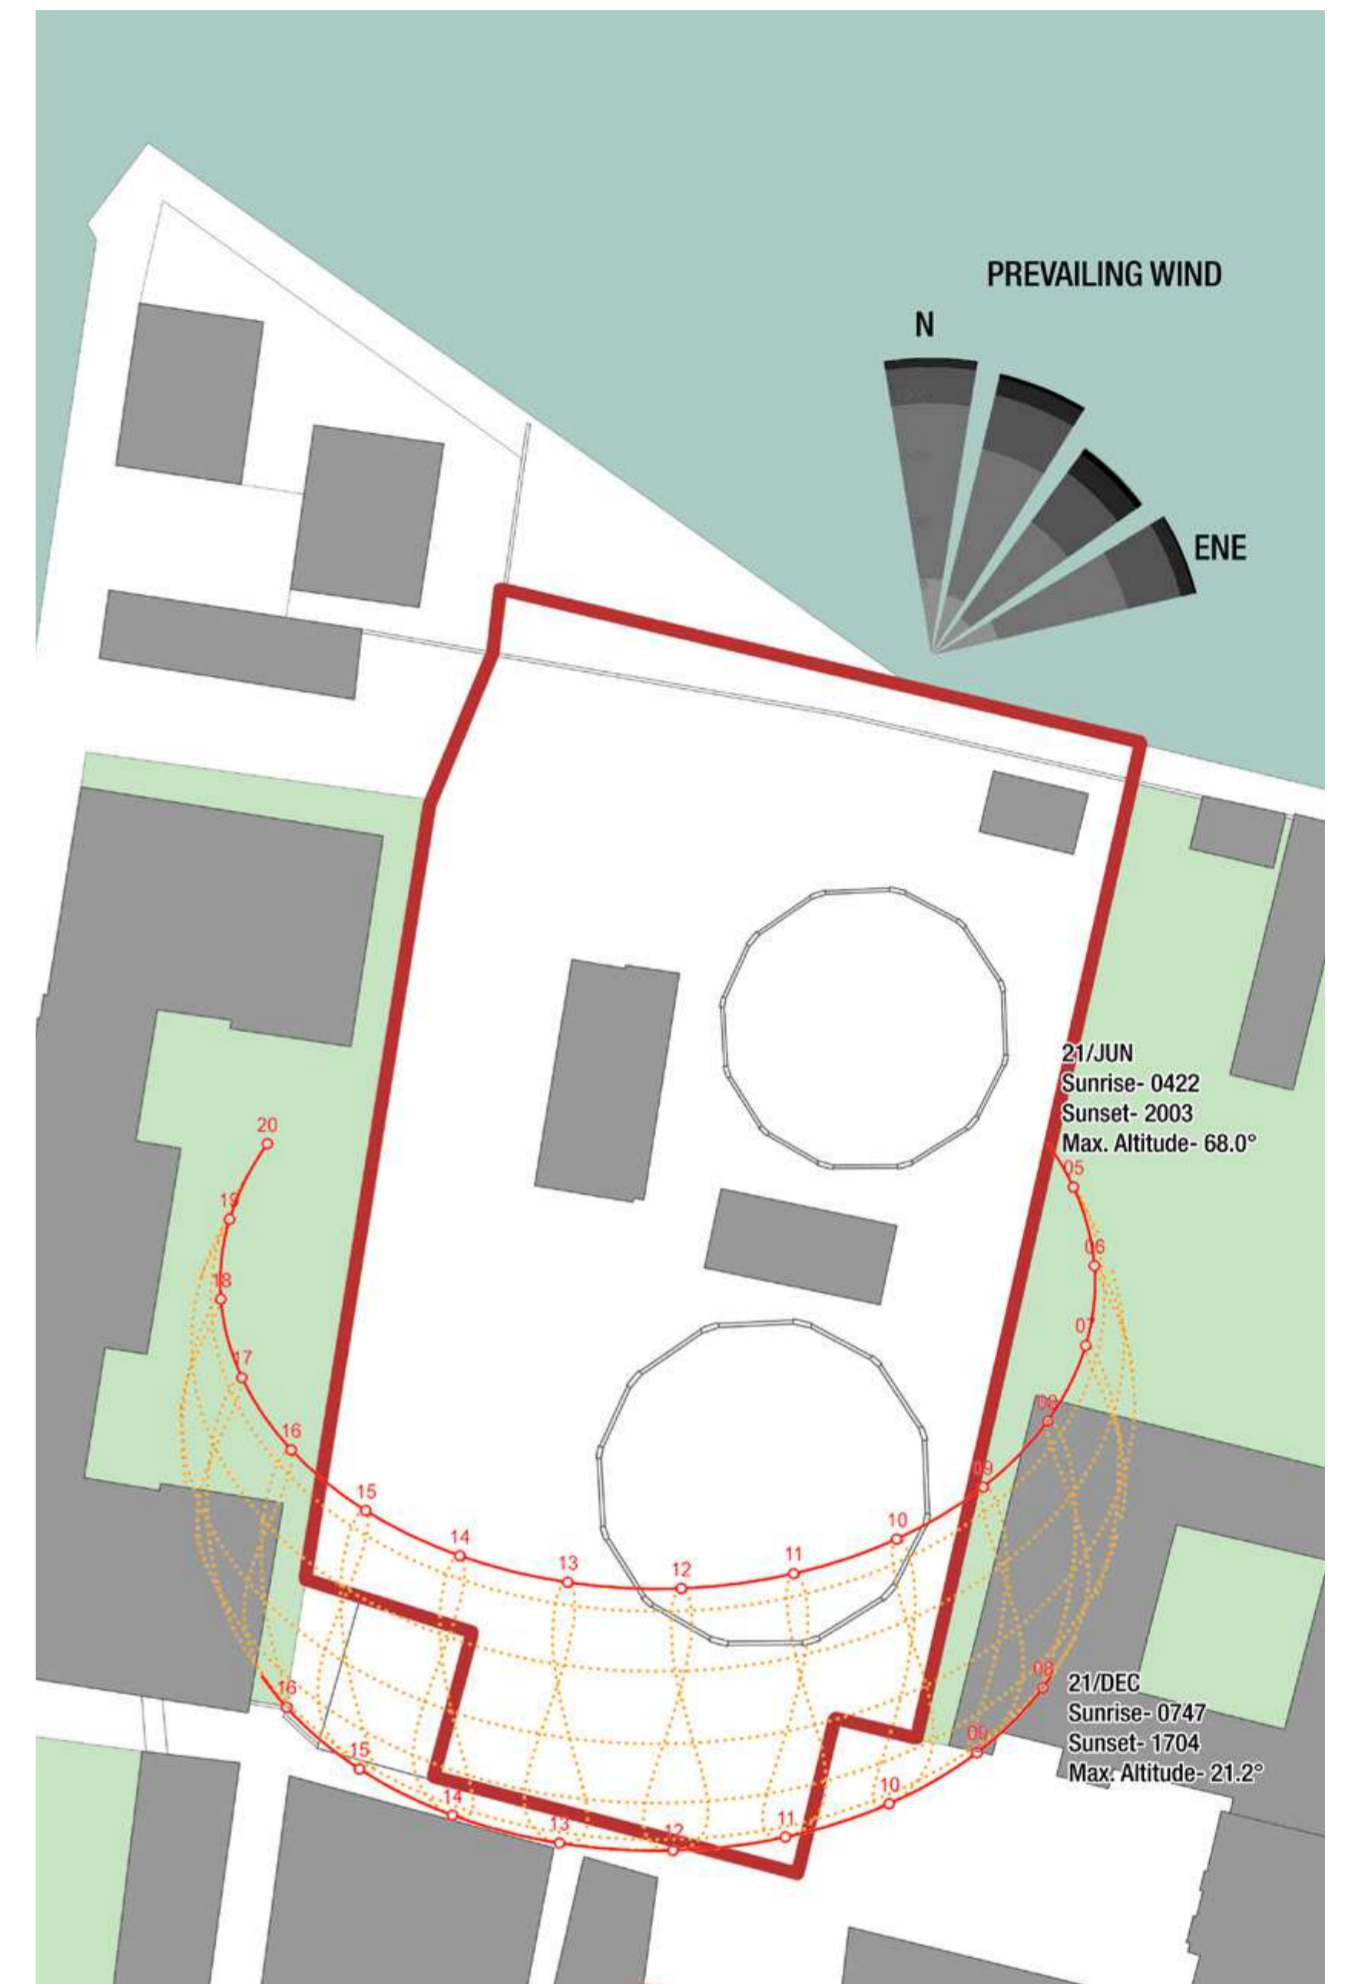 PREVAILING WIND
N
ENE
21/JUN
Sunrise- 0422
Sunset- 2003
Max. Altitude- 68.0°
20
05
19
06
18
07
17
08
16
09
15
10
14
11
13
12
21/DEC
Sunrise- 0747
Sunset- 1704
Max. Altitude- 21.2°
08
16
09
15
10
14
11
13
12